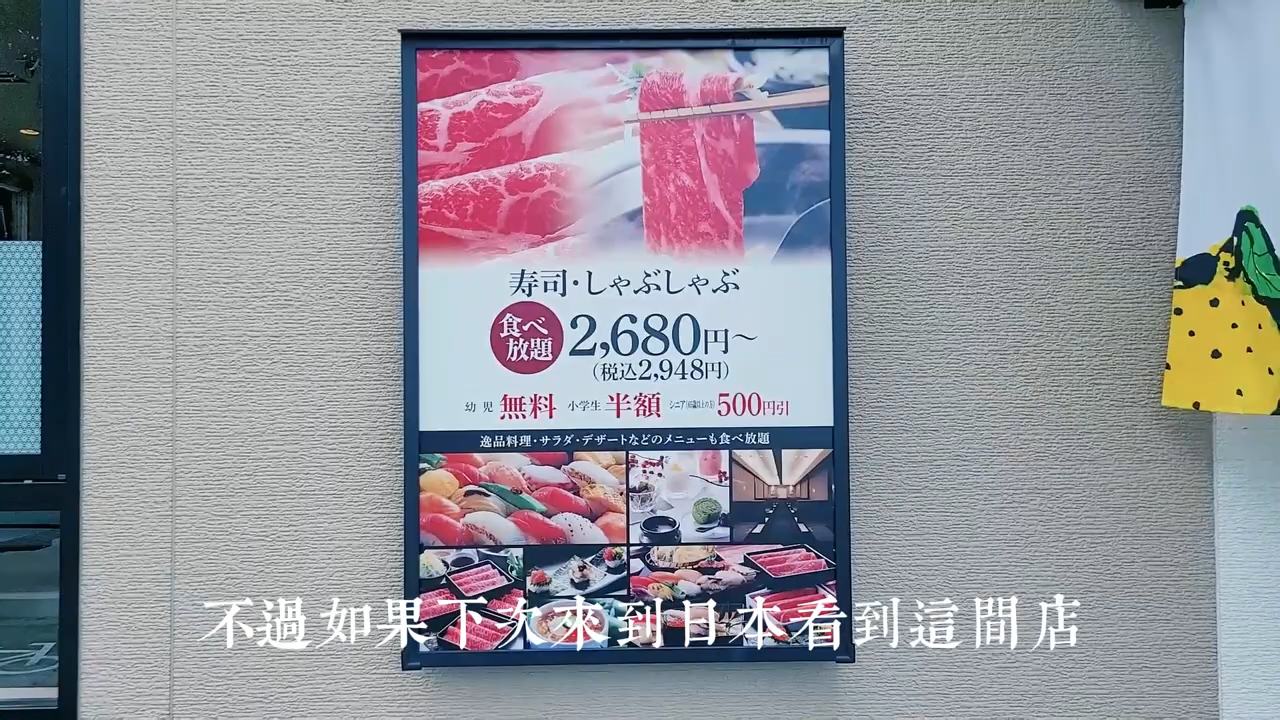 寿司・しゃぶしゃぶ
食べ放題
2,680円～
(税込2,948円)
幼児 無料 小学生 半額 シニア 500円引
逸品料理・サラダ・デザートなどのメニューも食べ放題
不過如果下次來到日本看到這間店